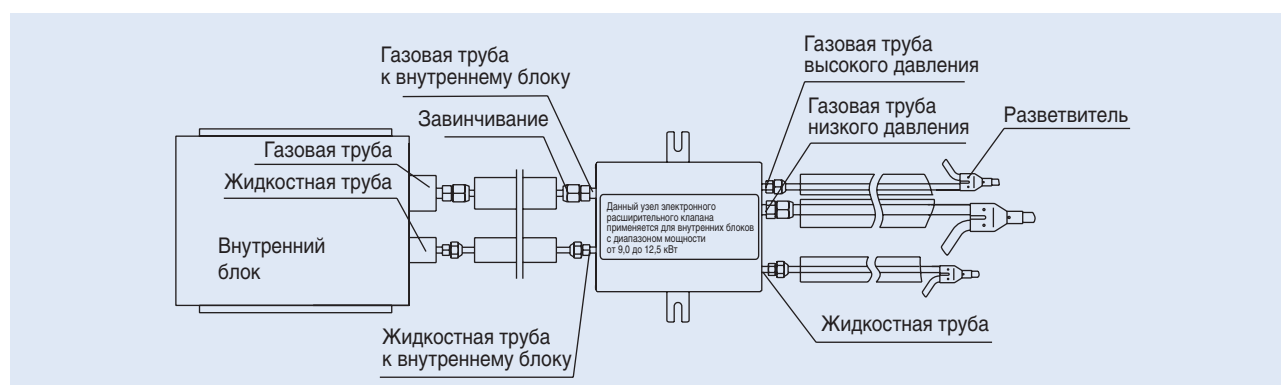 Газовая труба
к внутреннему блоку
Завинчивание
Газовая труба
Жидкостная труба
Внутренний
блок
Жидкостная труба
к внутреннему блоку
Данный узел электронного
расширительного клапана
применяется для внутренних блоков
с диапазоном мощности
от 9,0 до 12,5 кВт
Газовая труба
высокого давления
Газовая труба
низкого давления
Разветвитель
Жидкостная труба